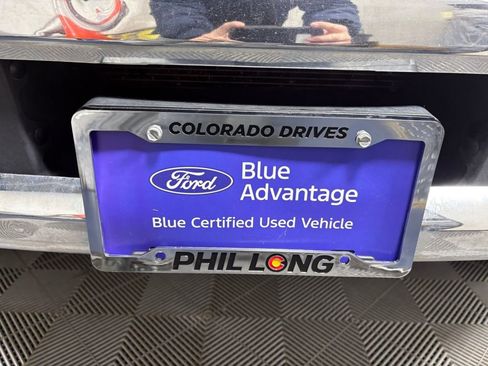 COLORADO DRIVES
Ford
Blue
Advantage
Blue Certified Used Vehicle
PHIL LONG